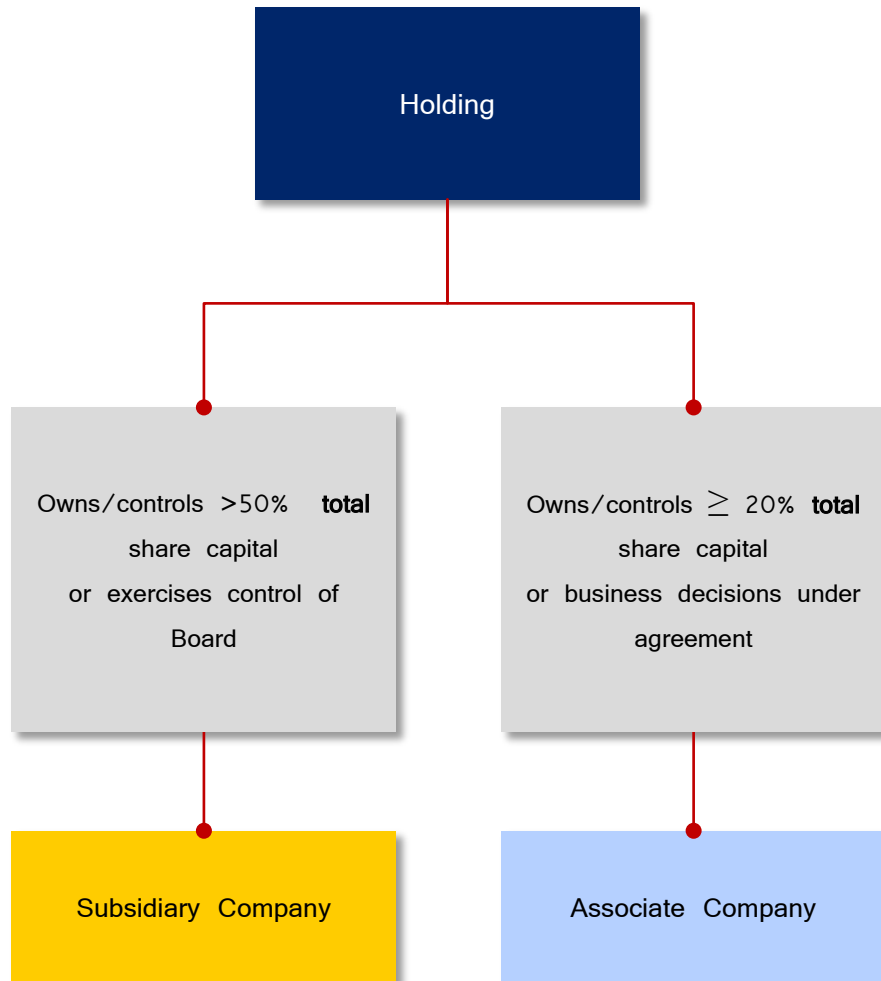 Holding
Owns/controls >50% total
share capital
or exercises control of
Board
Owns/controls ≥ 20% total
share capital
or business decisions under
agreement
Subsidiary Company
Associate Company